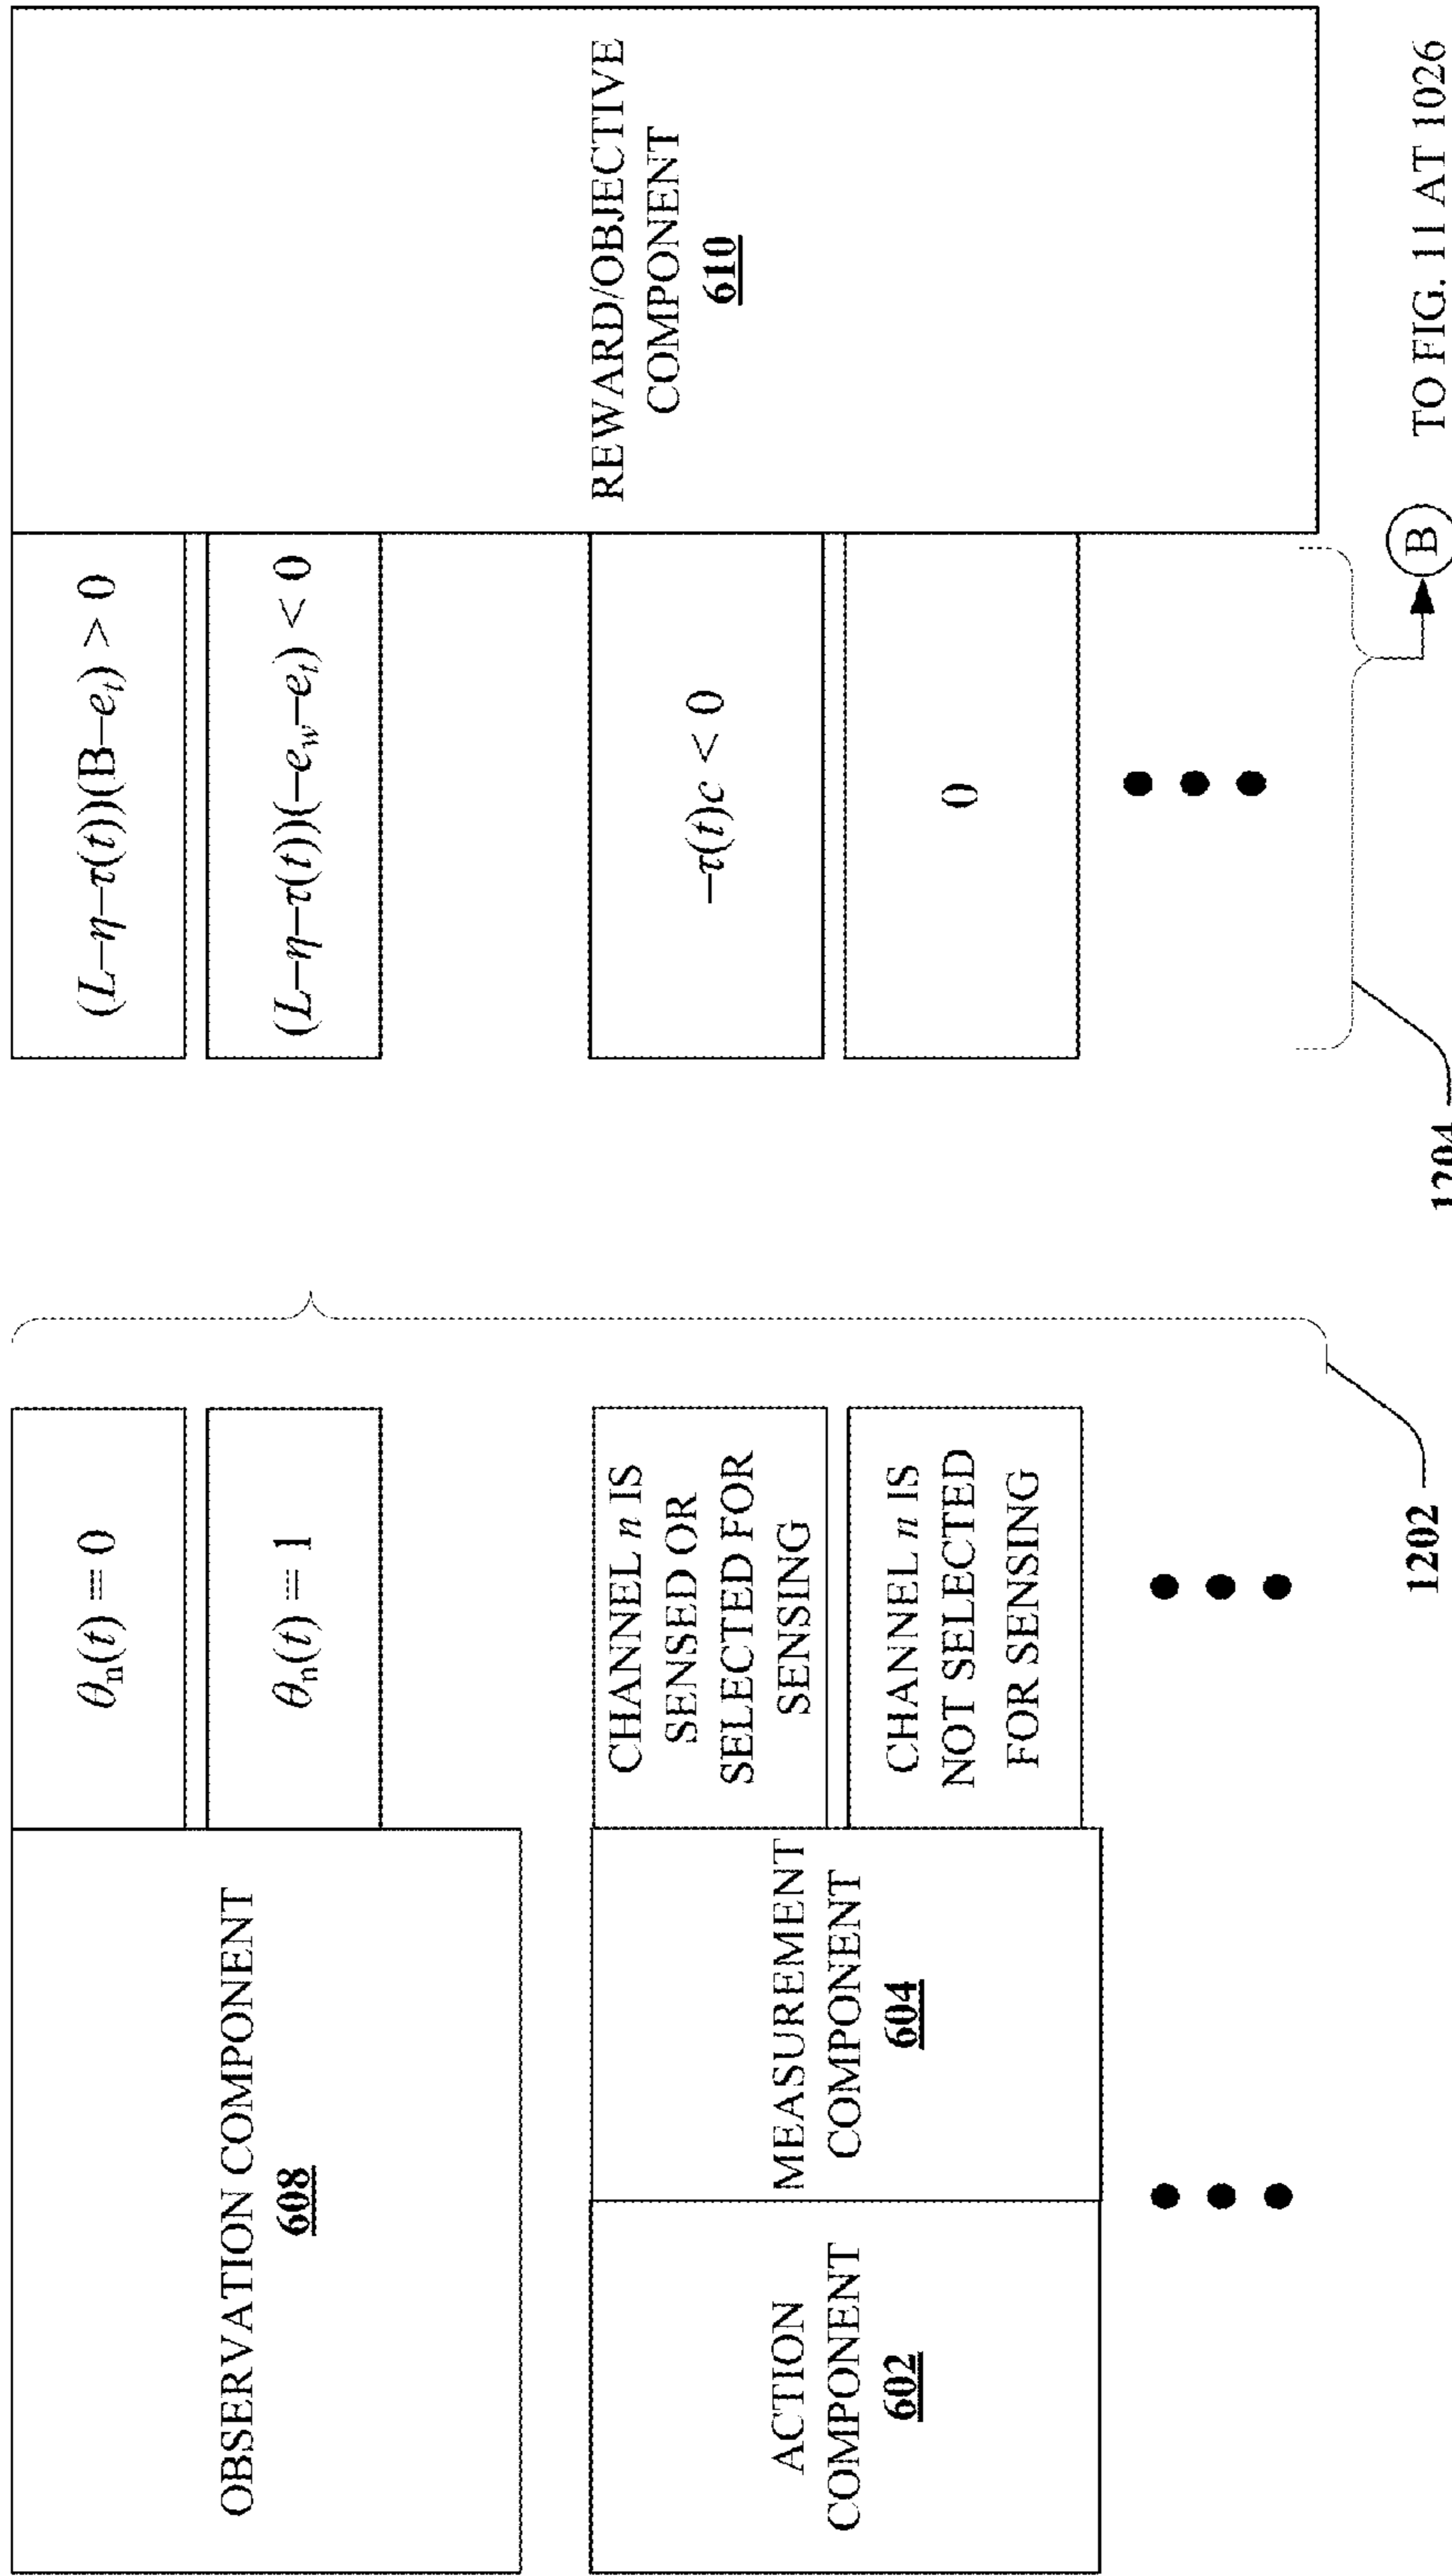 OBSERVATION COMPONENT
608
θn(t) = 0
θn(t) = 1
ACTION
COMPONENT
602
MEASUREMENT
COMPONENT
604
CHANNEL n IS
SENSED OR
SELECTED FOR
SENSING
CHANNEL n IS
NOT SELECTED
FOR SENSING
1202
(L–η–τ(t))(B–et) > 0
(L–η–τ(t))(–ew–et) < 0
–τ(t)c < 0
0
REWARD/OBJECTIVE
COMPONENT
610
1204
B
TO FIG. 11 AT 1026